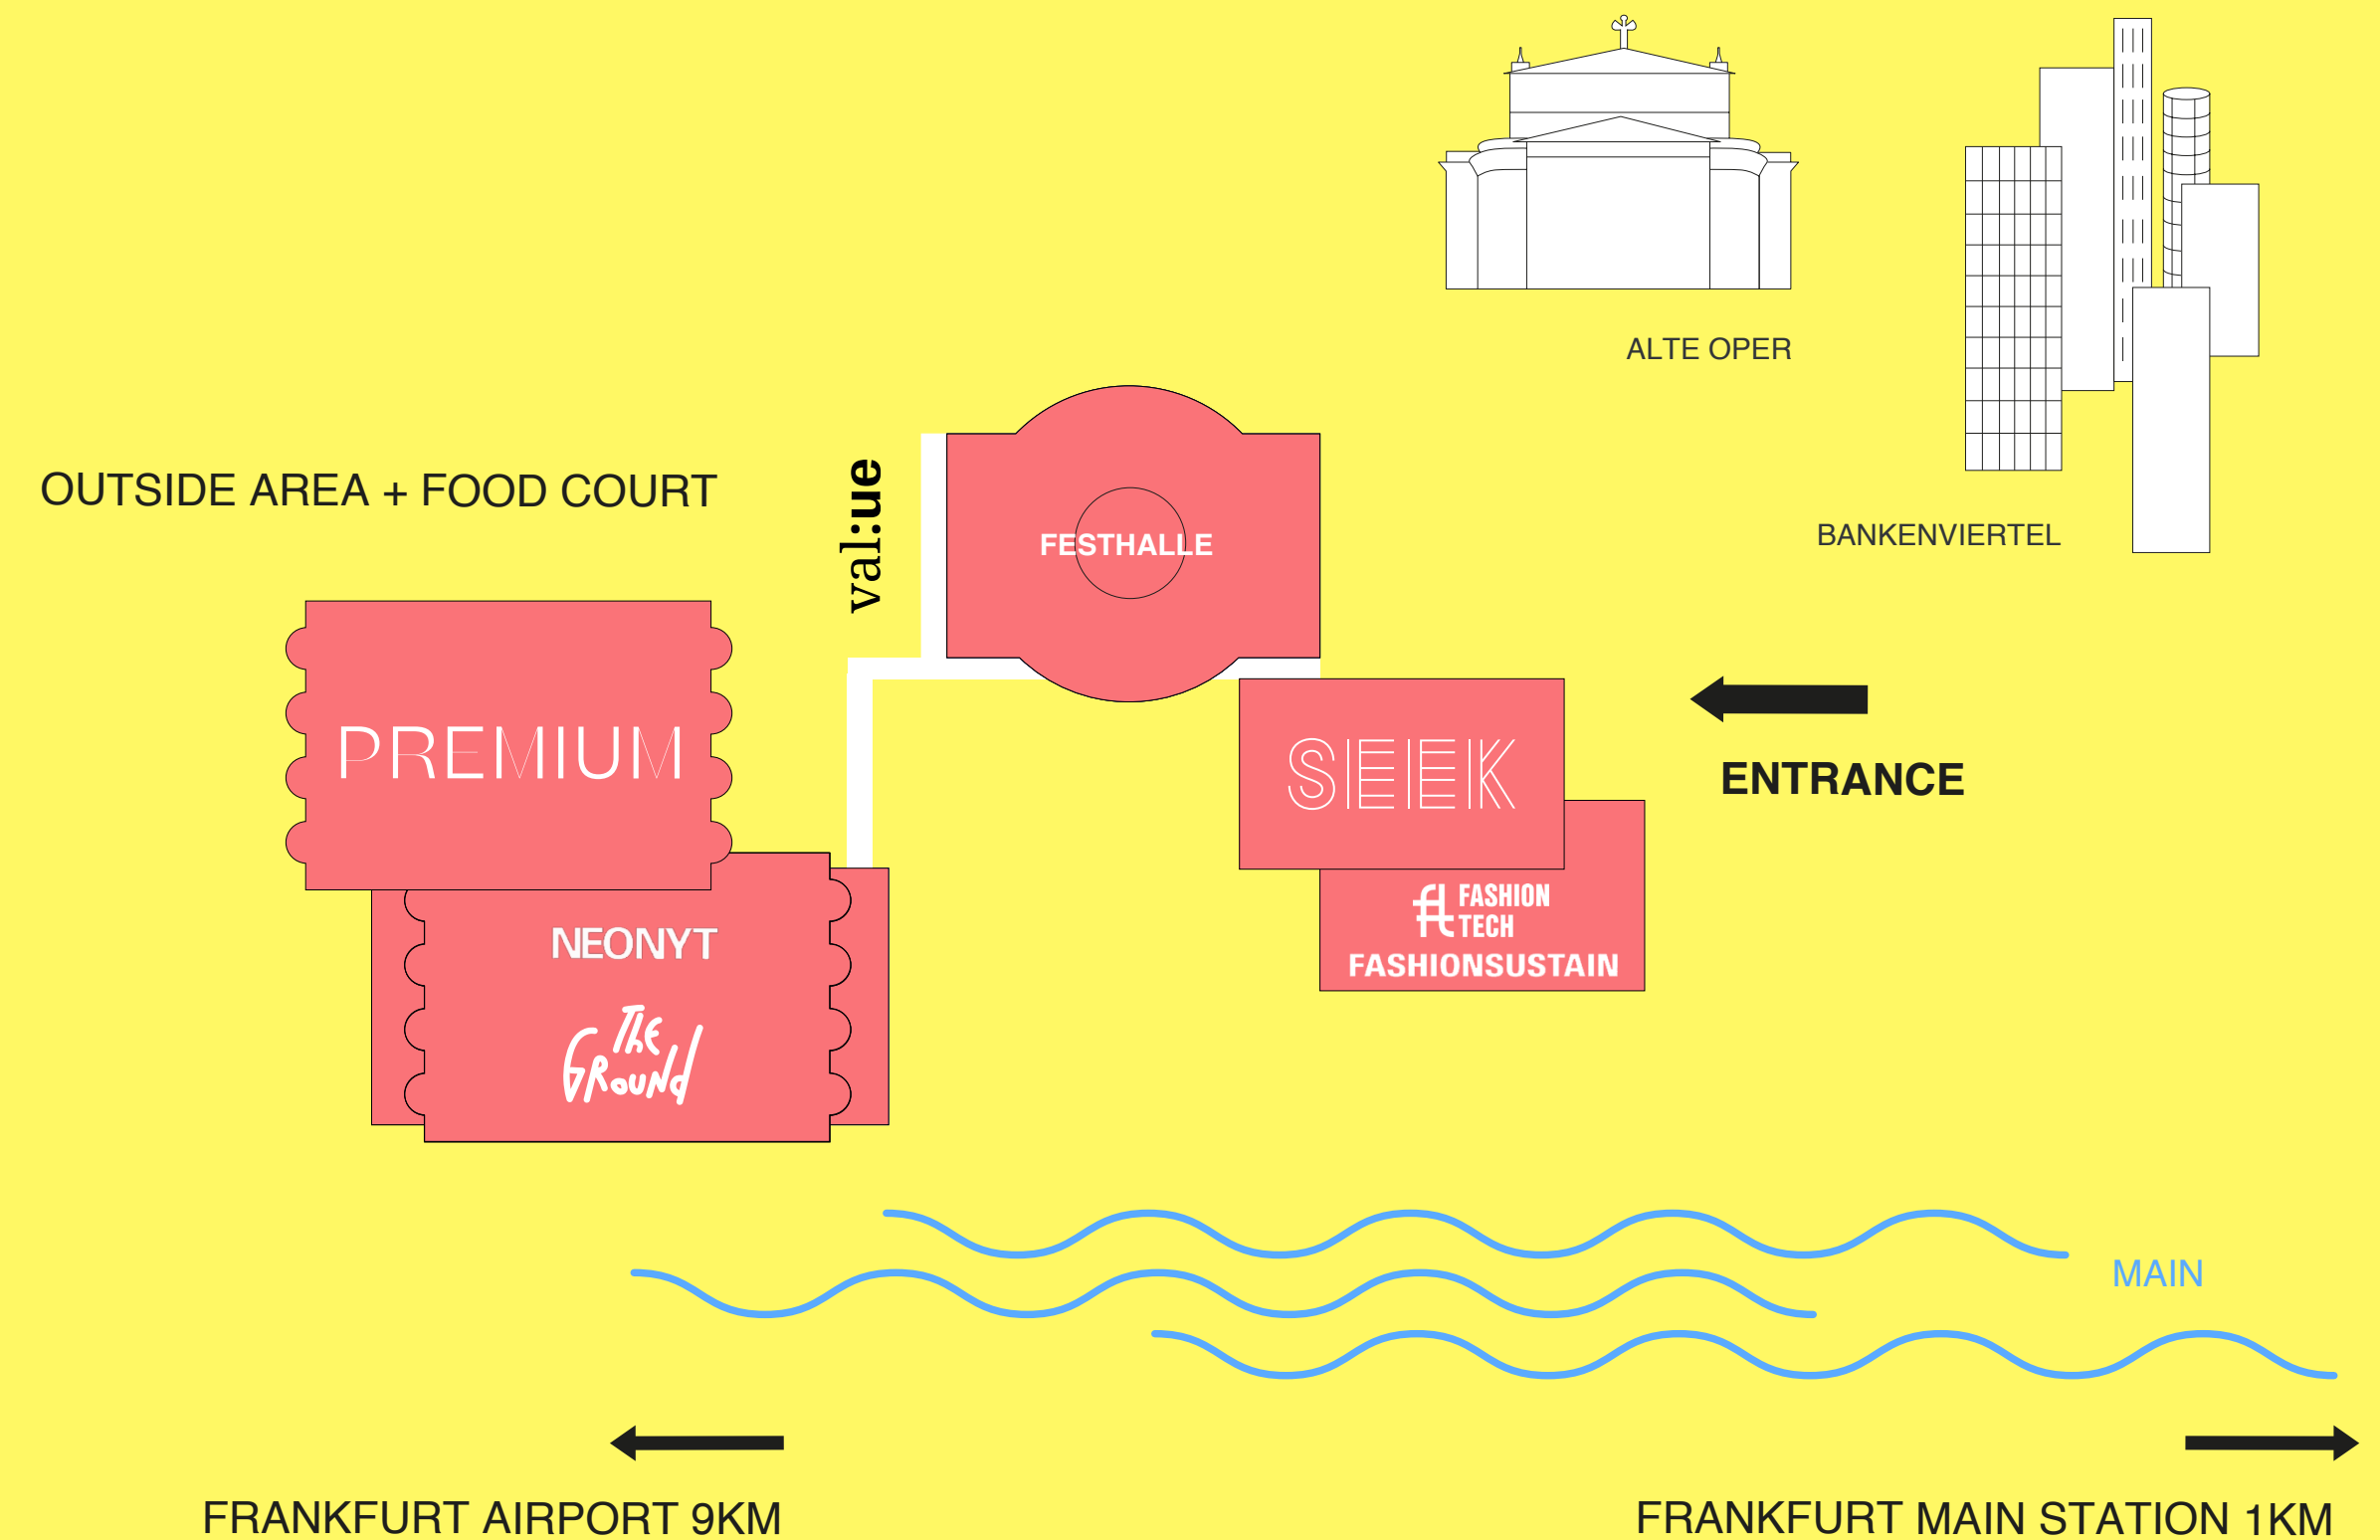 ALTE OPER
OUTSIDE AREA + FOOD COURT
val:ue
FESTHALLE
BANKENVIERTEL
PREMIUM
SEEK
ENTRANCE
FASHION
TECH
FASHIONSUSTAIN
NEONYT
THE
GROUND
MAIN
FRANKFURT AIRPORT 9KM
FRANKFURT MAIN STATION 1KM